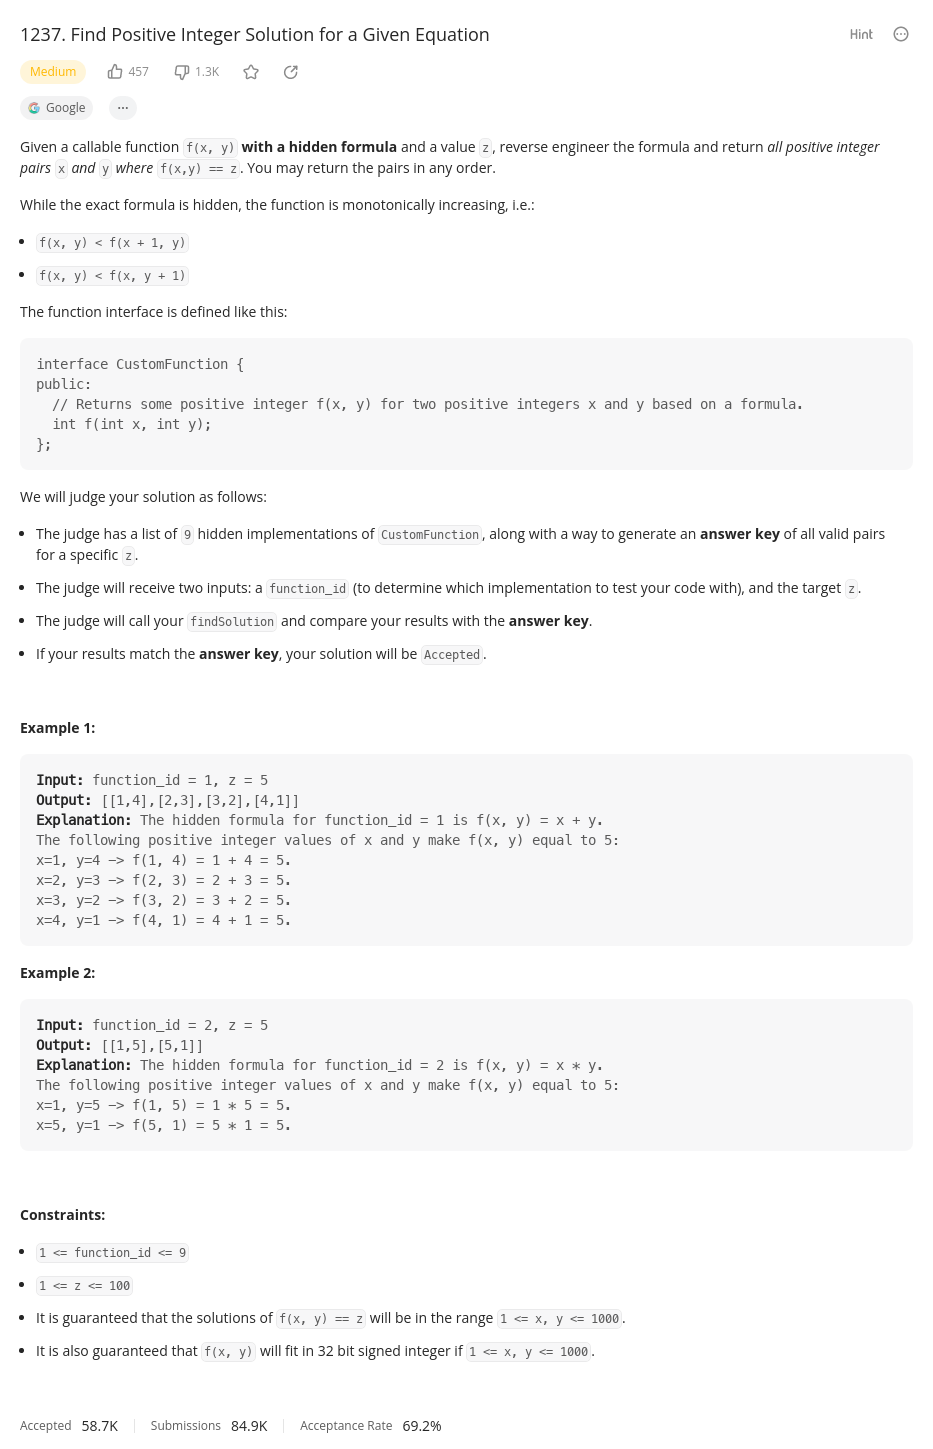 1237. Find Positive Integer Solution for a Given Equation
Hint
Medium
457
1.3K
Google
Given a callable function f(x, y) with a hidden formula and a value z, reverse engineer the formula and return all positive integer
pairs x and y where f(x,y) == z. You may return the pairs in any order.
While the exact formula is hidden, the function is monotonically increasing, i.e.:
• f(x, y) < f(x + 1, y)
• f(x, y) < f(x, y + 1)
The function interface is defined like this:
interface CustomFunction {
public:
  // Returns some positive integer f(x, y) for two positive integers x and y based on a formula.
  int f(int x, int y);
};
We will judge your solution as follows:
• The judge has a list of 9 hidden implementations of CustomFunction, along with a way to generate an answer key of all valid pairs
for a specific z.
• The judge will receive two inputs: a function_id (to determine which implementation to test your code with), and the target z.
• The judge will call your findSolution and compare your results with the answer key.
• If your results match the answer key, your solution will be Accepted.
Example 1:
Input: function_id = 1, z = 5
Output: [[1,4],[2,3],[3,2],[4,1]]
Explanation: The hidden formula for function_id = 1 is f(x, y) = x + y.
The following positive integer values of x and y make f(x, y) equal to 5:
x=1, y=4 -> f(1, 4) = 1 + 4 = 5.
x=2, y=3 -> f(2, 3) = 2 + 3 = 5.
x=3, y=2 -> f(3, 2) = 3 + 2 = 5.
x=4, y=1 -> f(4, 1) = 4 + 1 = 5.
Example 2:
Input: function_id = 2, z = 5
Output: [[1,5],[5,1]]
Explanation: The hidden formula for function_id = 2 is f(x, y) = x * y.
The following positive integer values of x and y make f(x, y) equal to 5:
x=1, y=5 -> f(1, 5) = 1 * 5 = 5.
x=5, y=1 -> f(5, 1) = 5 * 1 = 5.
Constraints:
• 1 <= function_id <= 9
• 1 <= z <= 100
• It is guaranteed that the solutions of f(x, y) == z will be in the range 1 <= x, y <= 1000.
• It is also guaranteed that f(x, y) will fit in 32 bit signed integer if 1 <= x, y <= 1000.
Accepted 58.7K Submissions 84.9K Acceptance Rate 69.2%